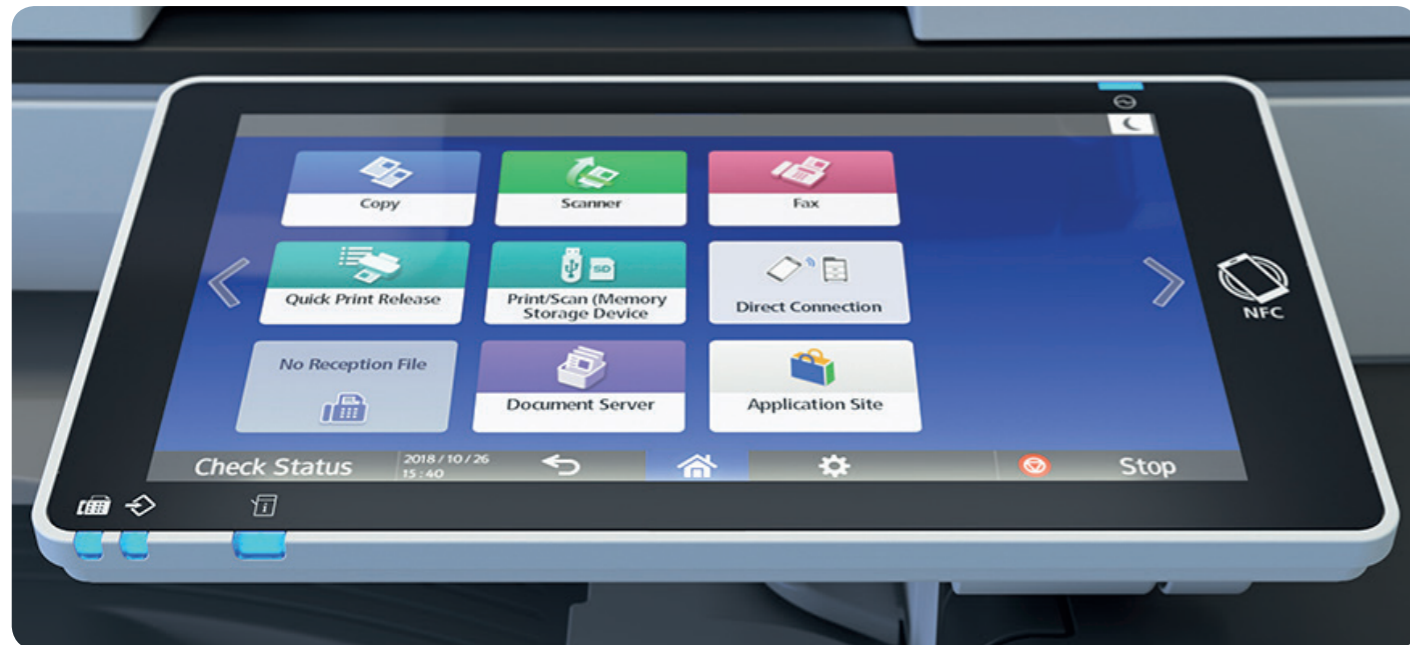 Copy
Scanner
Fax
Quick Print Release
Print/Scan (Memory
Storage Device
Direct Connection
SD
NFC
No Reception File
Document Server
Application Site
Check Status
2018 / 10 / 26
15 : 40
Stop